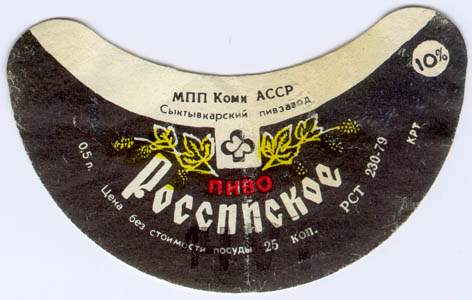 10%
МПП Коми АССР
Сыктывкарский пивзавод
ПИВО
Российское
0,5 л. Цена без стоимости посуды 25 коп. РСТ 230-79 КРТ